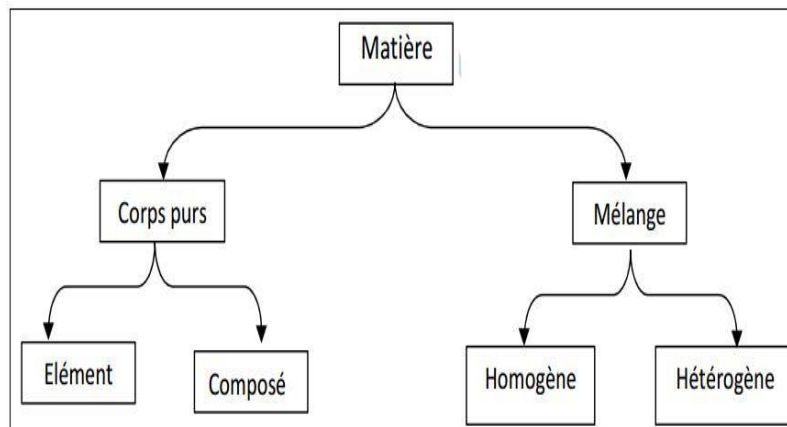 Matière
Corps purs
Mélange
Elément
Composé
Homogène
Hétérogène